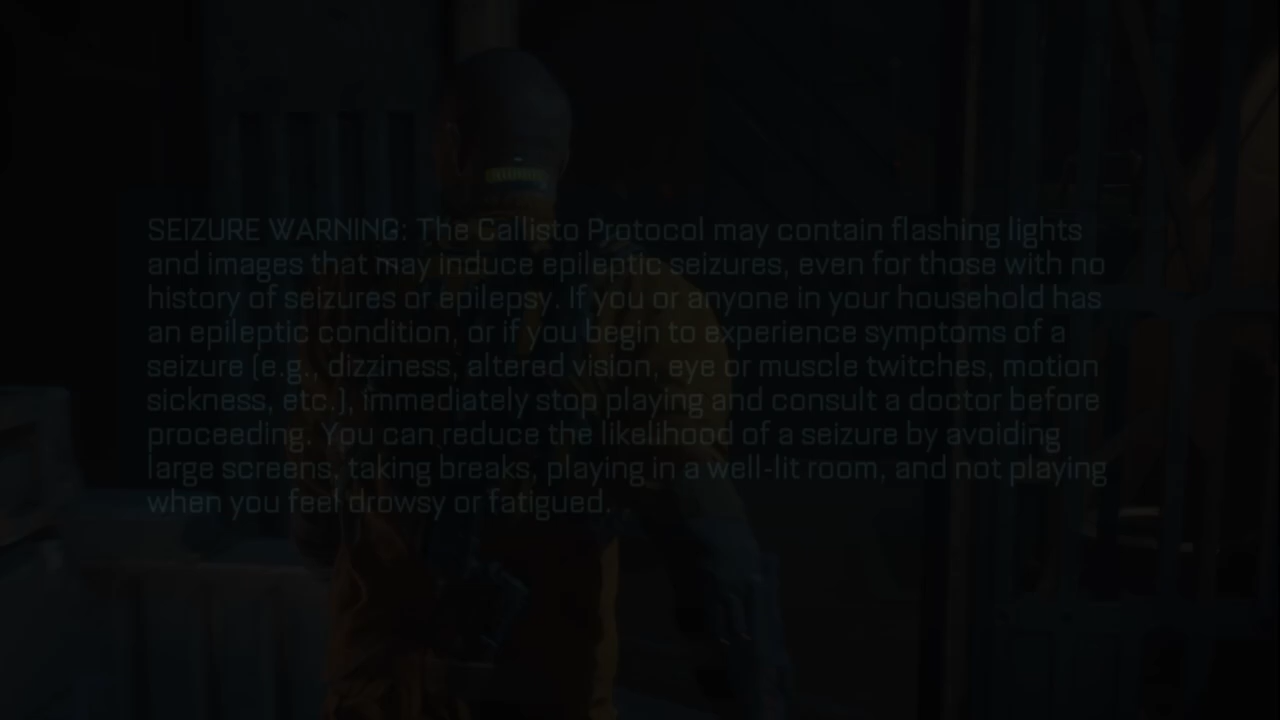 SEIZURE WARNING: The Callisto Protocol may contain flashing lights
and images that may induce epileptic seizures, even for those with no
history of seizures or epilepsy. If you or anyone in your household has
an epileptic condition, or if you begin to experience symptoms of a
seizure (e.g., dizziness, altered vision, eye or muscle twitches, motion
sickness, etc.), immediately stop playing and consult a doctor before
proceeding. You can reduce the likelihood of a seizure by avoiding
large screens, taking breaks, playing in a well-lit room, and not playing
when you feel drowsy or fatigued.